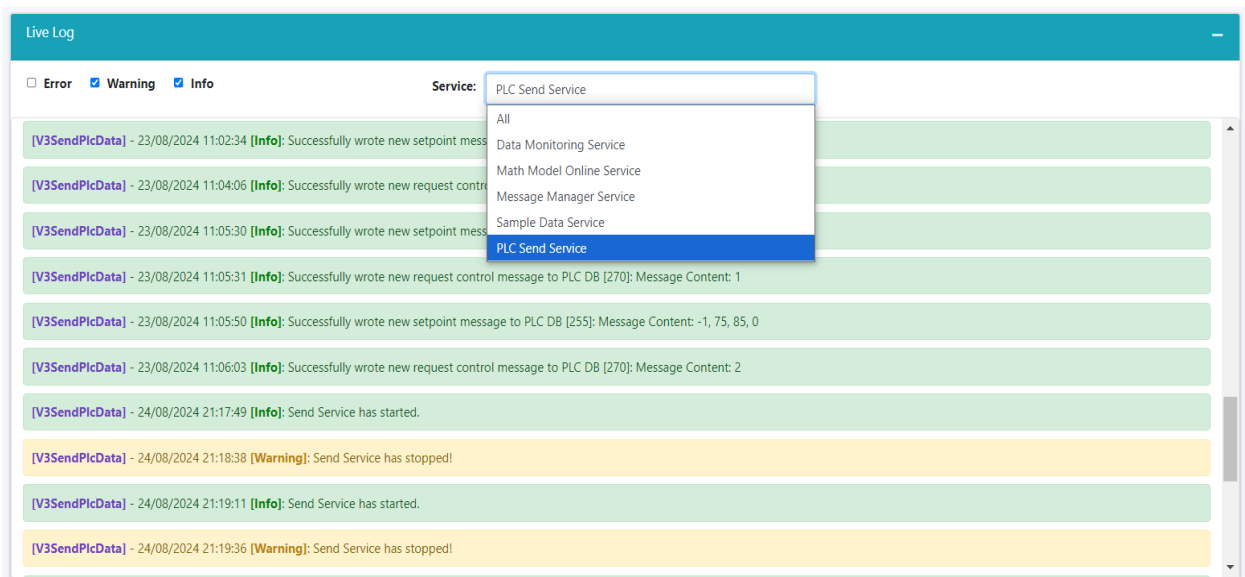 Live Log
Error Warning Info Service: PLC Send Service
All
Data Monitoring Service
Math Model Online Service
Message Manager Service
Sample Data Service
PLC Send Service
[V3SendPlcData] - 23/08/2024 11:02:34 [Info]: Successfully wrote new setpoint mess
[V3SendPlcData] - 23/08/2024 11:04:06 [Info]: Successfully wrote new request contr
[V3SendPlcData] - 23/08/2024 11:05:30 [Info]: Successfully wrote new setpoint mess
[V3SendPlcData] - 23/08/2024 11:05:31 [Info]: Successfully wrote new request control message to PLC DB [270]: Message Content: 1
[V3SendPlcData] - 23/08/2024 11:05:50 [Info]: Successfully wrote new setpoint message to PLC DB [255]: Message Content: -1, 75, 85, 0
[V3SendPlcData] - 23/08/2024 11:06:03 [Info]: Successfully wrote new request control message to PLC DB [270]: Message Content: 2
[V3SendPlcData] - 24/08/2024 21:17:49 [Info]: Send Service has started.
[V3SendPlcData] - 24/08/2024 21:18:38 [Warning]: Send Service has stopped!
[V3SendPlcData] - 24/08/2024 21:19:11 [Info]: Send Service has started.
[V3SendPlcData] - 24/08/2024 21:19:36 [Warning]: Send Service has stopped!